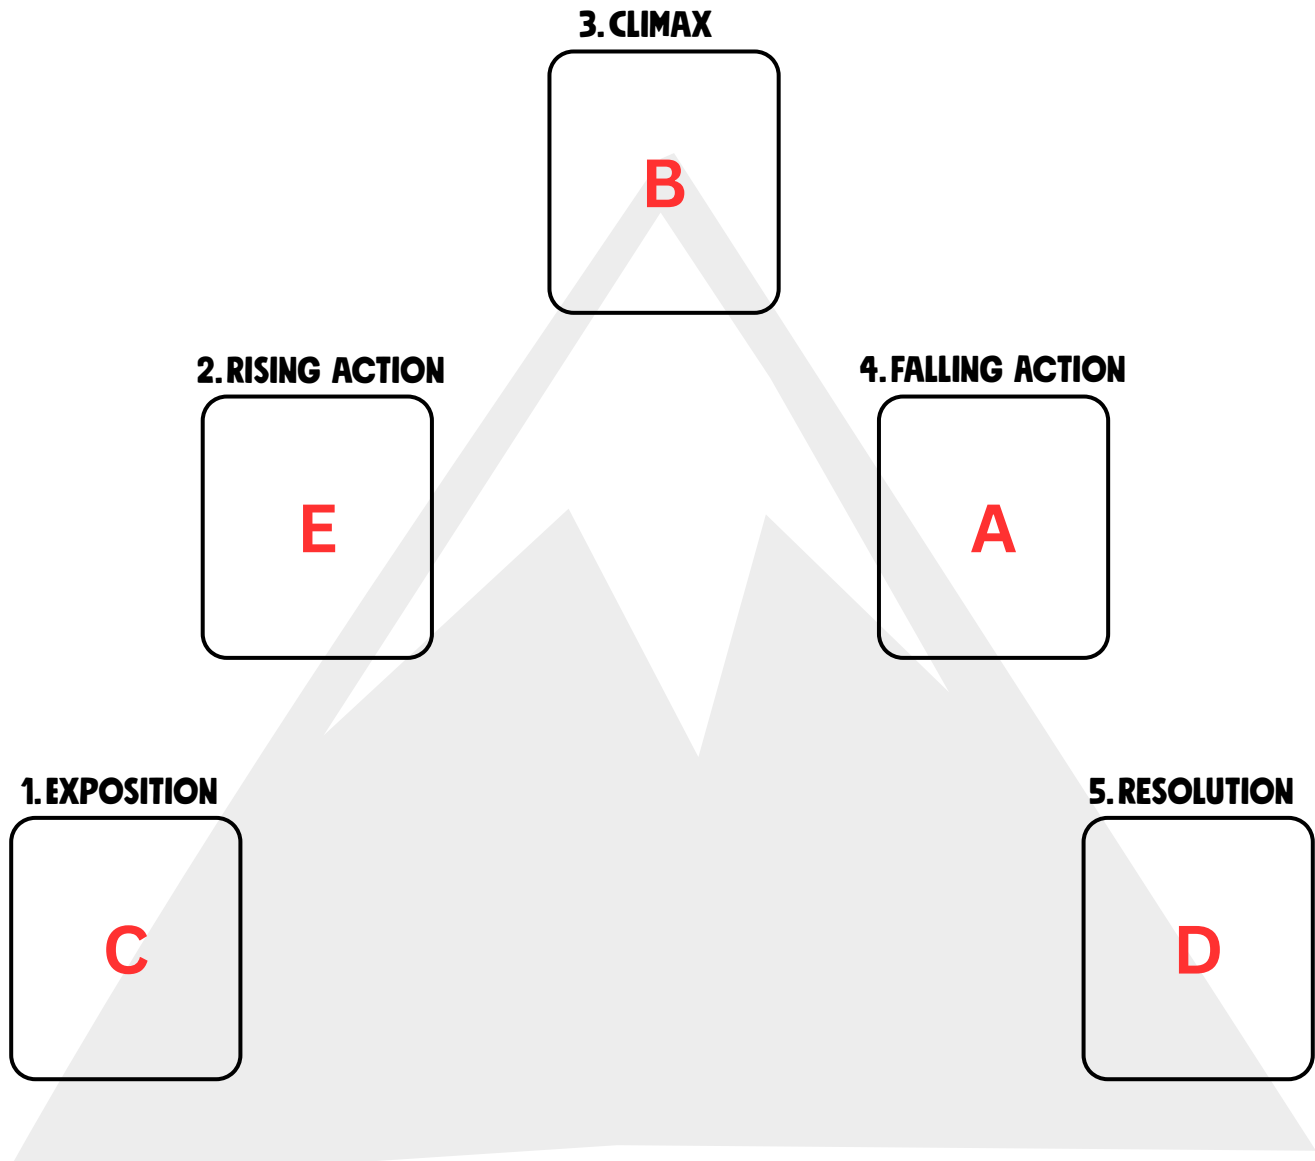 3. CLIMAX
B
2. RISING ACTION
4. FALLING ACTION
E
A
1. EXPOSITION
5. RESOLUTION
C
D